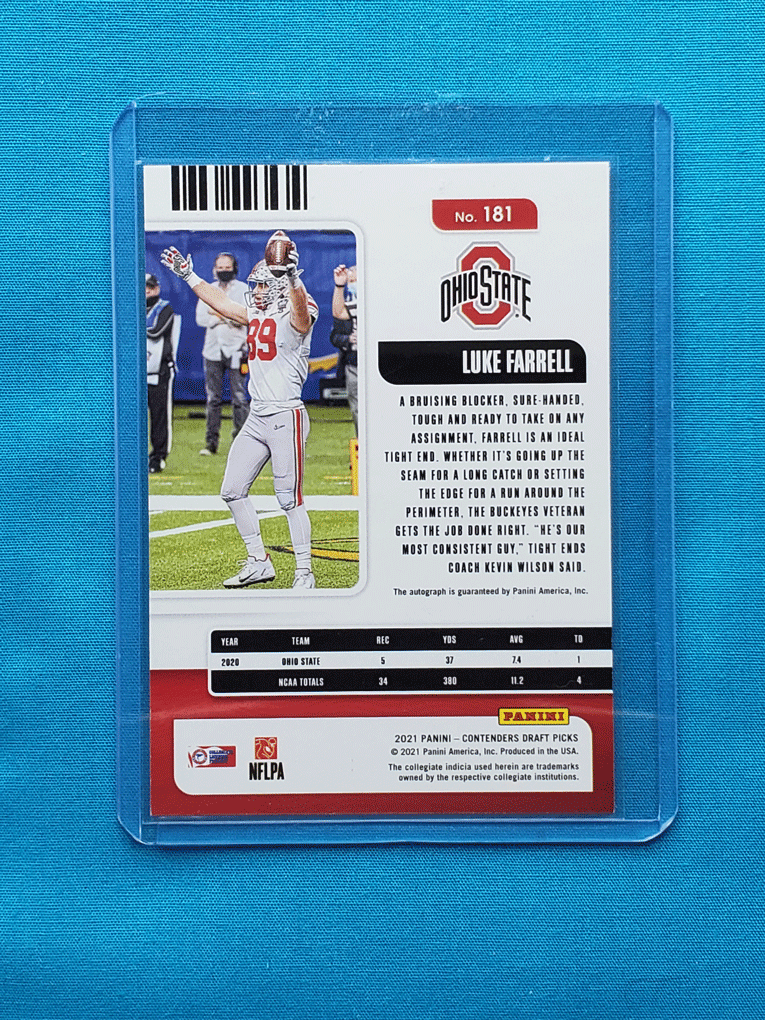 No. 181
OHIO STATE
89
LUKE FARRELL
A BRUISING BLOCKER, SURE-HANDED,
TOUGH AND READY TO TAKE ON ANY
ASSIGNMENT, FARRELL IS AN IDEAL
TIGHT END. WHETHER IT'S GOING UP THE
SEAM FOR A LONG CATCH OR SETTING
THE EDGE FOR A RUN AROUND THE
PERIMETER, THE BUCKEYES VETERAN
GETS THE JOB DONE RIGHT. "HE'S OUR
MOST CONSISTENT GUY," TIGHT ENDS
COACH KEVIN WILSON SAID.
The autograph is guaranteed by Panini America, Inc.
YEAR TEAM REC YDS AVG TD
2020 OHIO STATE 5 37 7.4 1
NCAA TOTALS 34 380 11.2 4
PANINI
2021 PANINI – CONTENDERS DRAFT PICKS
© 2021 Panini America, Inc. Produced in the USA.
The collegiate indicia used herein are trademarks
owned by the respective collegiate institutions.
NFLPA